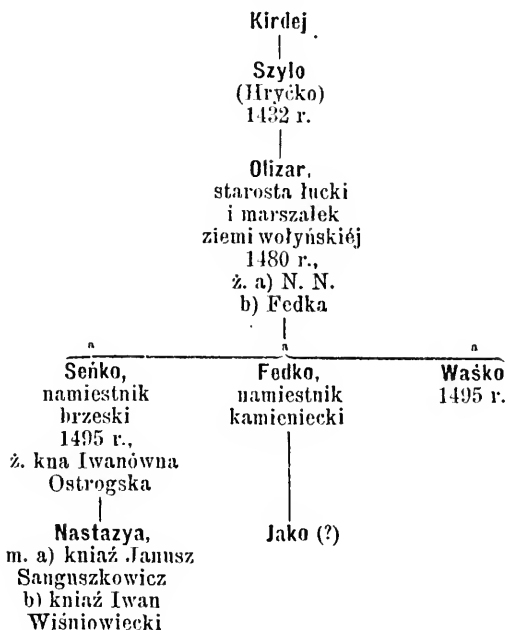 Kirdej
Szyło
(Hryćko)
1432 r.
Olizar,
starosta łucki
i marszałek
ziemi wołyńskiéj
1480 r.,
ż. a) N. N.
b) Fedka
a a a
Seńko, Fedko, Waśko
namiestnik namiestnik 1495 r.
brzeski kamieniecki
1495 r.,
ż. kna Iwanówna
Ostrogska
Nastazya, Jako (?)
m. a) kniaź Janusz
Sanguszkowicz
b) kniaź Iwan
Wiśniowiecki